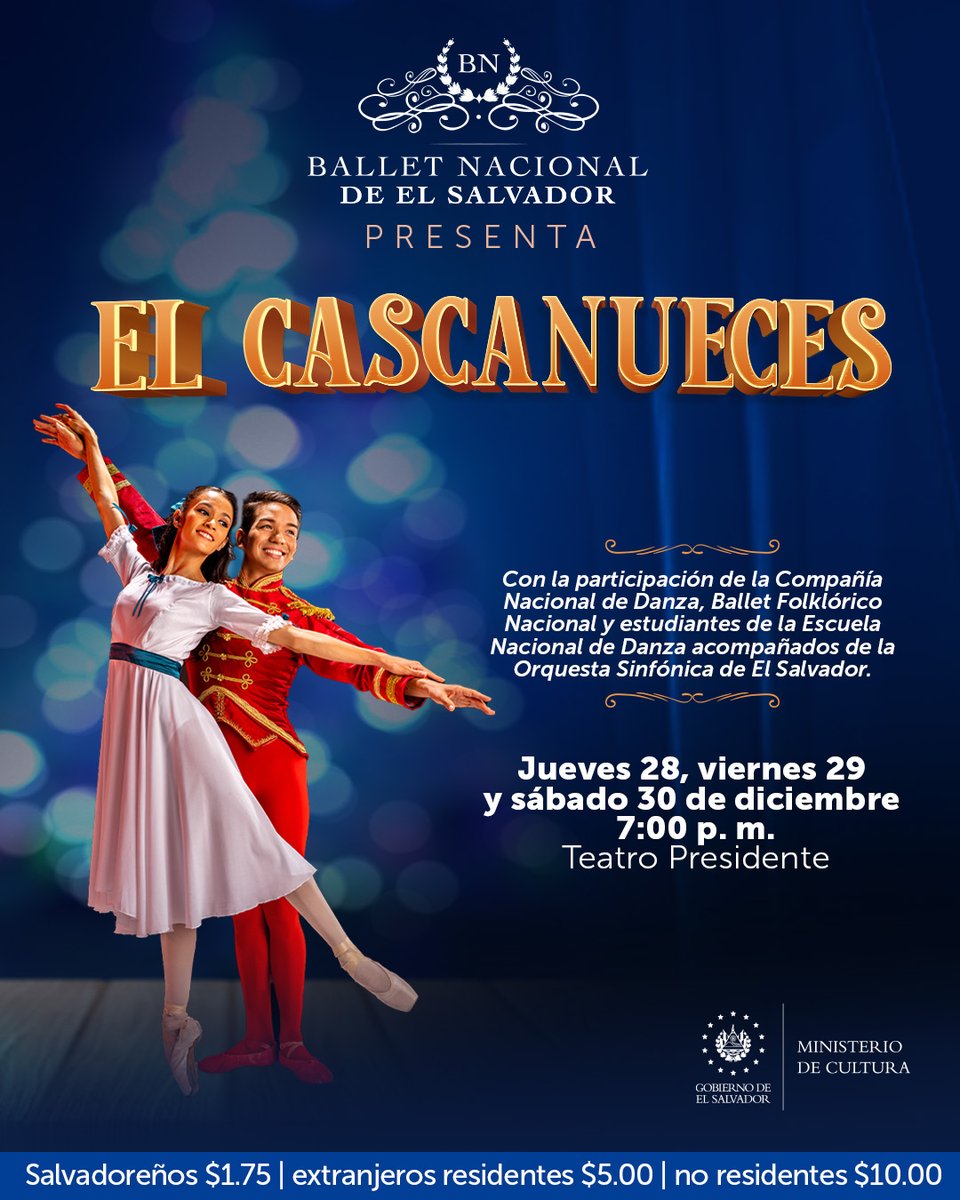 BN
BALLET NACIONAL
DE EL SALVADOR
PRESENTA
EL CASCANUECES
Con la participación de la Compañía
Nacional de Danza, Ballet Folklórico
Nacional y estudiantes de la Escuela
Nacional de Danza acompañados de la
Orquesta Sinfónica de El Salvador.
Jueves 28, viernes 29
y sábado 30 de diciembre
7:00 p. m.
Teatro Presidente
GOBIERNO DE
EL SALVADOR
MINISTERIO
DE CULTURA
Salvadoreños $1.75 | extranjeros residentes $5.00 | no residentes $10.00